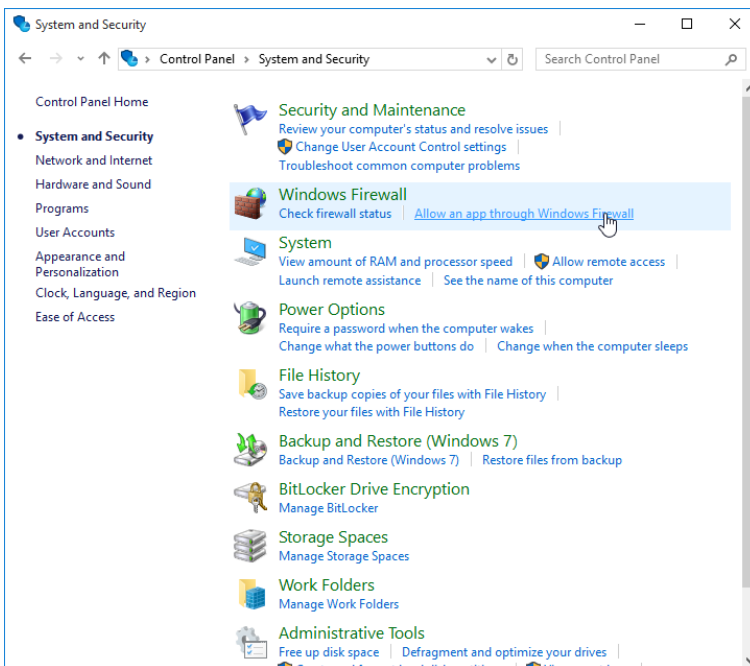 System and Security
Control Panel > System and Security
Search Control Panel
Control Panel Home
System and Security
Network and Internet
Hardware and Sound
Programs
User Accounts
Appearance and
Personalization
Clock, Language, and Region
Ease of Access
Security and Maintenance
Review your computer's status and resolve issues
Change User Account Control settings
Troubleshoot common computer problems
Windows Firewall
Check firewall status Allow an app through Windows Firewall
System
View amount of RAM and processor speed Allow remote access
Launch remote assistance See the name of this computer
Power Options
Require a password when the computer wakes
Change what the power buttons do Change when the computer sleeps
File History
Save backup copies of your files with File History
Restore your files with File History
Backup and Restore (Windows 7)
Backup and Restore (Windows 7) Restore files from backup
BitLocker Drive Encryption
Manage BitLocker
Storage Spaces
Manage Storage Spaces
Work Folders
Manage Work Folders
Administrative Tools
Free up disk space Defragment and optimize your drives